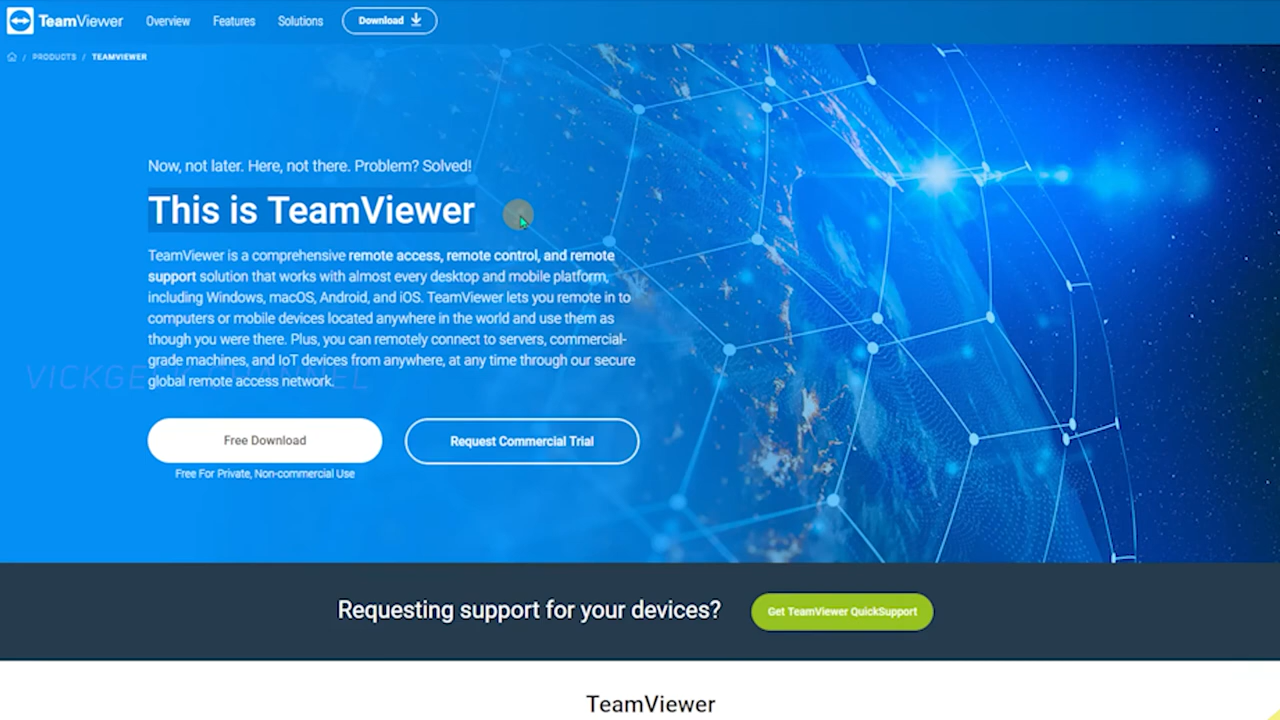 TeamViewer
Overview
Features
Solutions
Download
/ PRODUCTS / TEAMVIEWER
Now, not later. Here, not there. Problem? Solved!
This is TeamViewer
TeamViewer is a comprehensive remote access, remote control, and remote
support solution that works with almost every desktop and mobile platform,
including Windows, macOS, Android, and iOS. TeamViewer lets you remote in to
computers or mobile devices located anywhere in the world and use them as
though you were there. Plus, you can remotely connect to servers, commercial-
grade machines, and IoT devices from anywhere, at any time through our secure
global remote access network.
Free Download
Request Commercial Trial
Free For Private, Non-commercial Use
Requesting support for your devices?
Get TeamViewer QuickSupport
TeamViewer